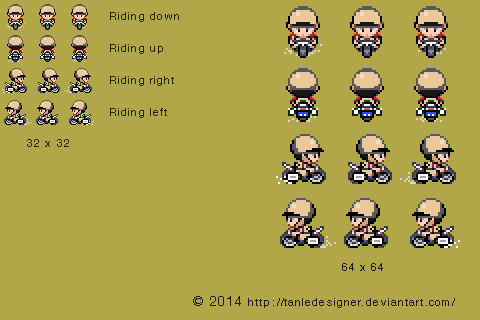 Riding down
Riding up
Riding right
Riding left
32 x 32
64 x 64
© 2014 http://tanledesigner.deviantart.com/